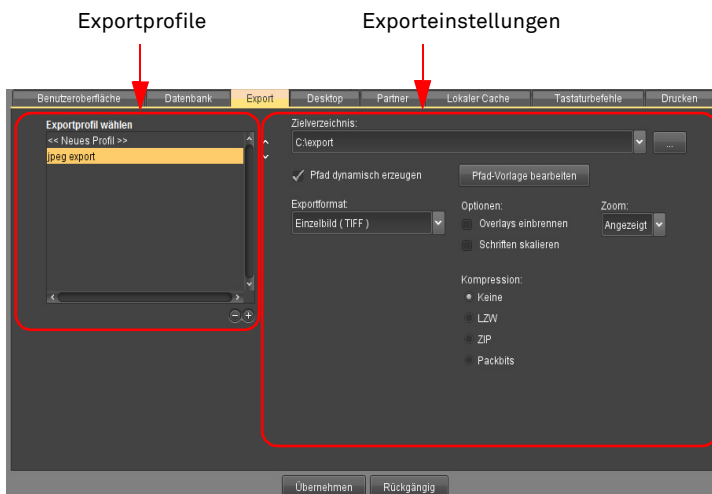 Exportprofile
Exporteinstellungen
Benutzeroberfläche
Datenbank
Export
Desktop
Partner
Lokaler Cache
Tastaturbefehle
Drucken
Exportprofil wählen
<< Neues Profil >>
jpeg export
Zielverzeichnis:
C:\export
...
Pfad dynamisch erzeugen
Pfad-Vorlage bearbeiten
Exportformat:
Einzelbild ( TIFF )
Optionen:
Overlays einbrennen
Schriften skalieren
Zoom:
Angezeigt
Kompression:
Keine
LZW
ZIP
Packbits
Übernehmen
Rückgängig